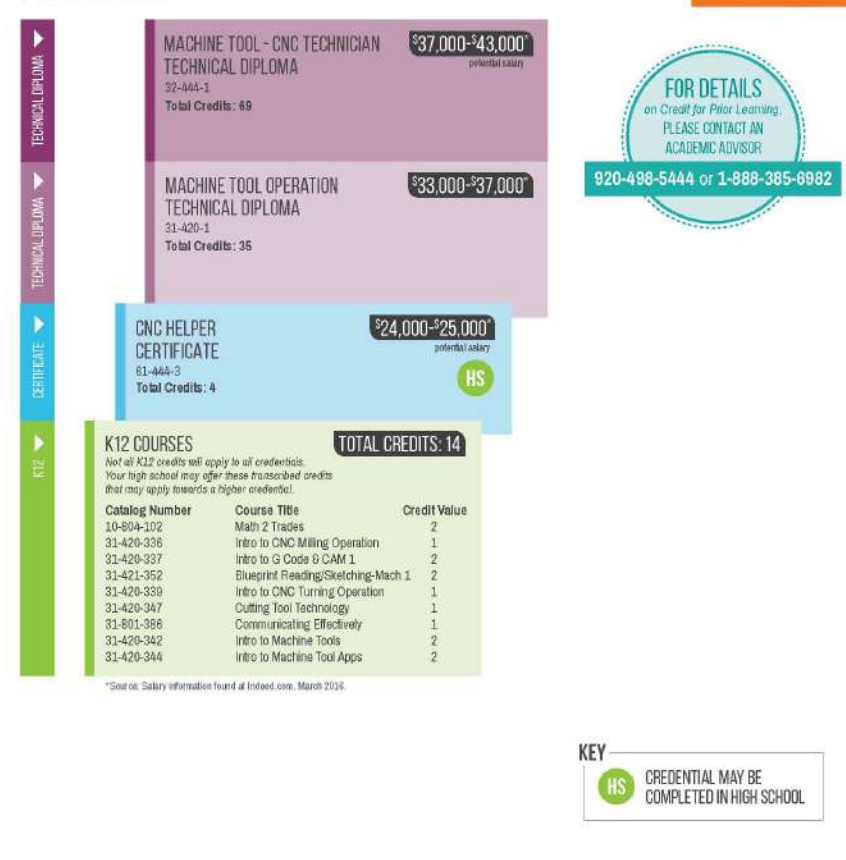 TECHNICAL DIPLOMA
MACHINE TOOL - CNC TECHNICIAN
TECHNICAL DIPLOMA
32-444-1
Total Credits: 69
$37,000-$43,000*
potential salary
FOR DETAILS
on Credit for Prior Learning,
PLEASE CONTACT AN
ACADEMIC ADVISOR
920-498-5444 or 1-888-385-6982
TECHNICAL DIPLOMA
MACHINE TOOL OPERATION
TECHNICAL DIPLOMA
31-420-1
Total Credits: 35
$33,000-$37,000*
CERTIFICATE
CNC HELPER
CERTIFICATE
61-444-3
Total Credits: 4
$24,000-$25,000*
potential salary
HS
K12
K12 COURSES
TOTAL CREDITS: 14
Not all K12 credits will apply to all credentials.
Your high school may offer these transcribed credits
that may apply towards a higher credential.
Catalog Number Course Title Credit Value
10-804-102 Math 2 Trades 2
31-420-336 Intro to CNC Milling Operation 1
31-420-337 Intro to G Code & CAM 1 2
31-421-352 Blueprint Reading/Sketching-Mach 1 2
31-420-339 Intro to CNC Turning Operation 1
31-420-347 Cutting Tool Technology 1
31-801-386 Communicating Effectively 1
31-420-342 Intro to Machine Tools 2
31-420-344 Intro to Machine Tool Apps 2
*Source: Salary information found at Indeed.com, March 2016.
KEY
HS
CREDENTIAL MAY BE
COMPLETED IN HIGH SCHOOL